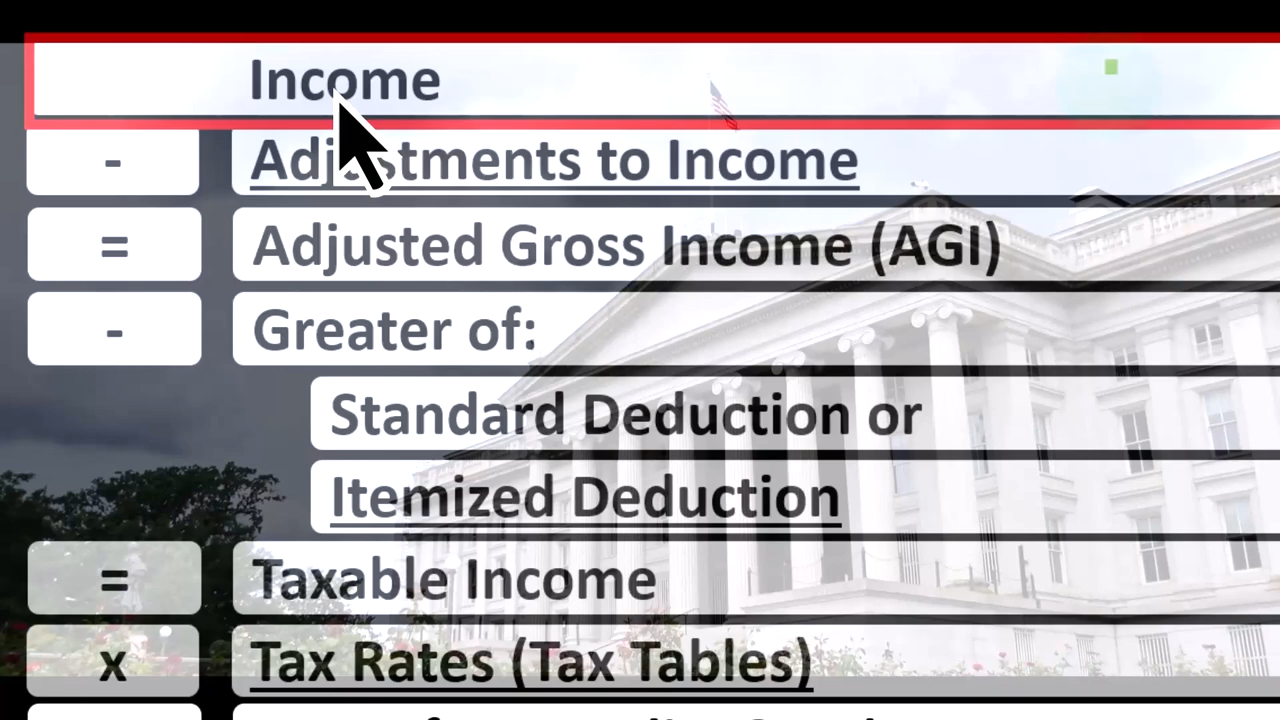 Income
- Adjustments to Income
= Adjusted Gross Income (AGI)
- Greater of:
Standard Deduction or
Itemized Deduction
= Taxable Income
x Tax Rates (Tax Tables)